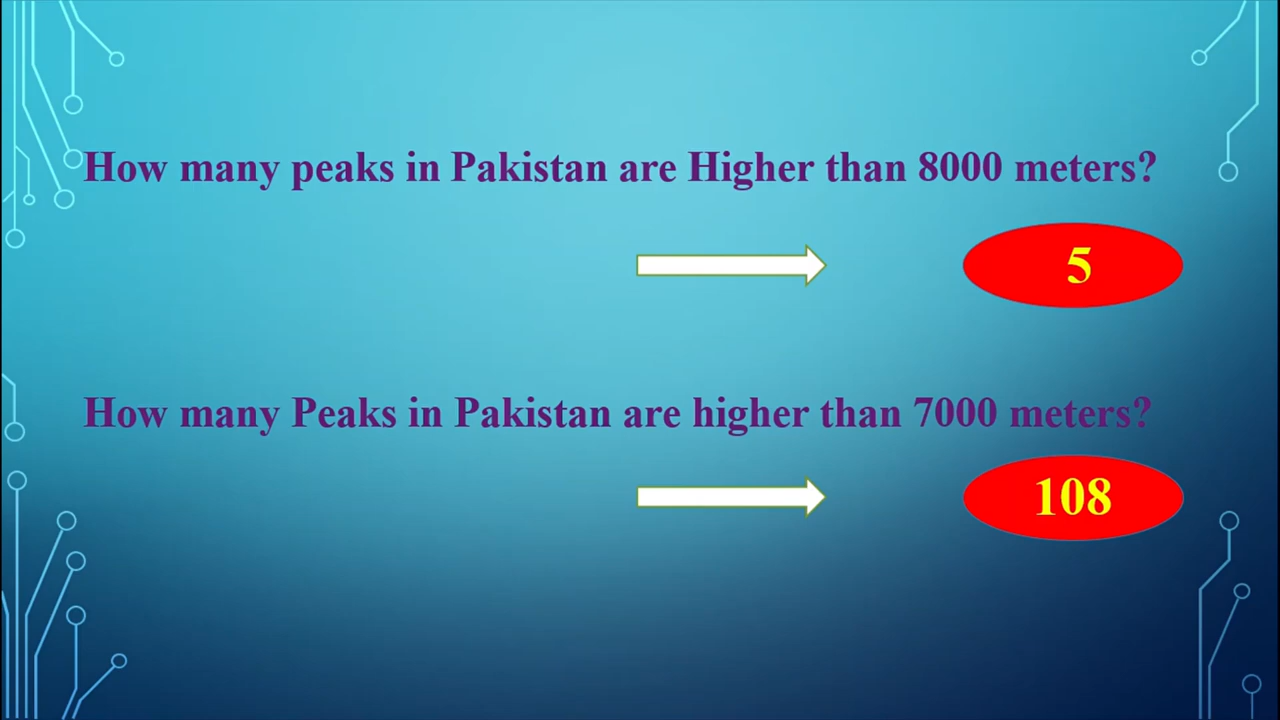 How many peaks in Pakistan are Higher than 8000 meters?
5
How many Peaks in Pakistan are higher than 7000 meters?
108